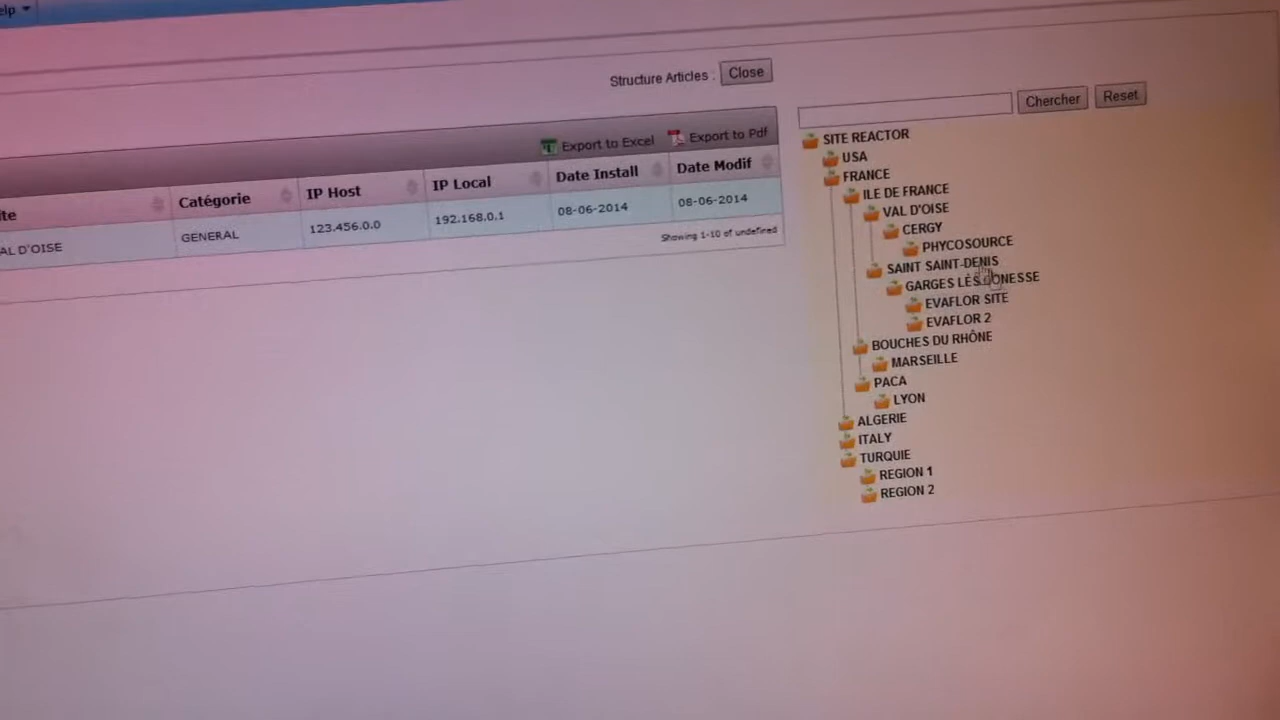 elp
Structure Articles : Close
Chercher Reset
Export to Excel Export to Pdf
ite Catégorie IP Host IP Local Date Install Date Modif
AL D'OISE GENERAL 123.456.0.0 192.168.0.1 08-06-2014 08-06-2014
Showing 1-10 of undefined
SITE REACTOR
USA
FRANCE
ILE DE FRANCE
VAL D'OISE
CERGY
PHYCOSOURCE
SAINT SAINT-DENIS
GARGES LÈS GONESSE
EVAFLOR SITE
EVAFLOR 2
BOUCHES DU RHÔNE
MARSEILLE
PACA
LYON
ALGERIE
ITALY
TURQUIE
REGION 1
REGION 2